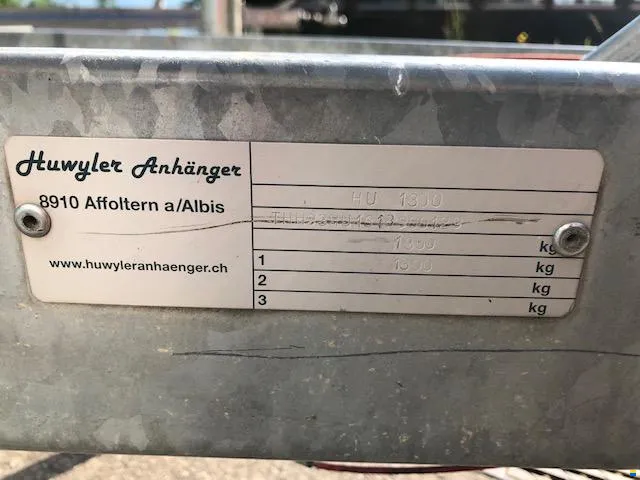 Huwyler Anhänger
8910 Affoltern a/Albis
www.huwyleranhaenger.ch
HU 1300
1300 kg
1 1300 kg
2 kg
3 kg